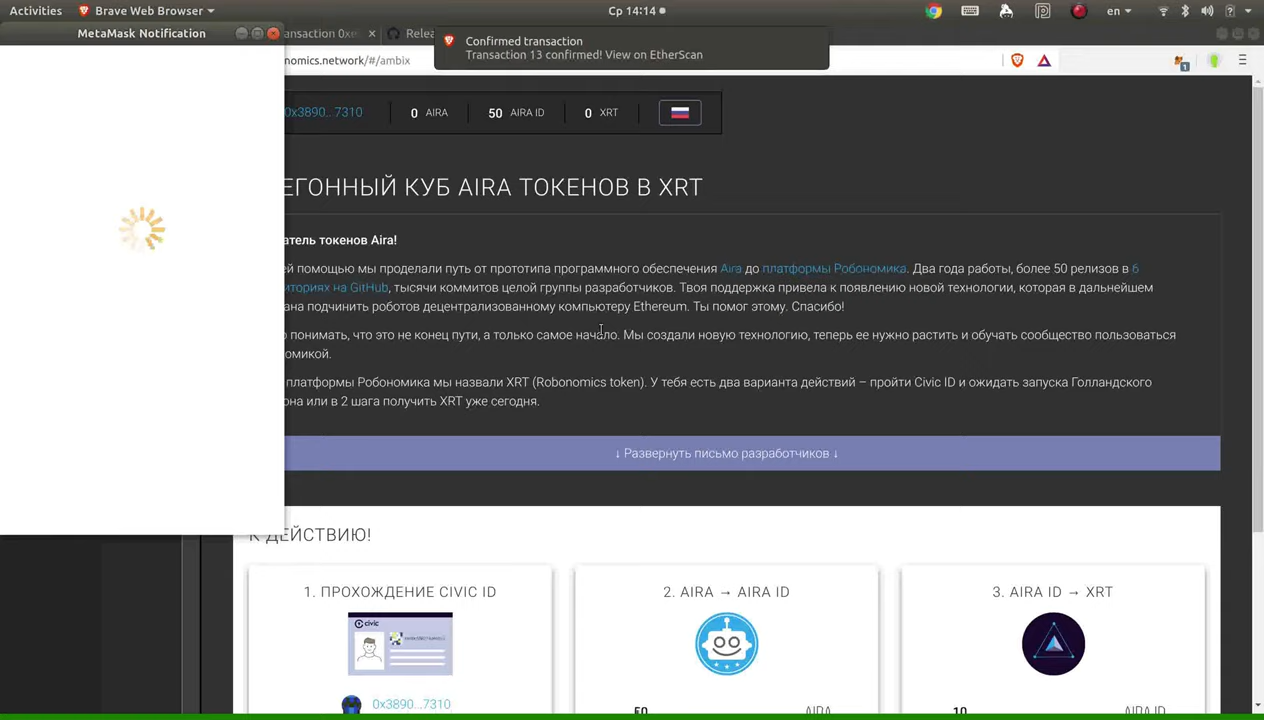 Activities Brave Web Browser Ср 14:14 en
MetaMask Notification
ansaction 0xe
Relea
Confirmed transaction
Transaction 13 confirmed! View on EtherScan
nomics.network/#/ambix
1
0x3890...7310 0 AIRA 50 AIRA ID 0 XRT
ЕГОННЫЙ КУБ AIRA ТОКЕНОВ В XRT
атель токенов Aira!
ей помощью мы проделали путь от прототипа программного обеспечения Aira до платформы Робономика. Два года работы, более 50 релизов в 6
иториях на GitHub, тысячи коммитов целой группы разработчиков. Твоя поддержка привела к появлению новой технологии, которая в дальнейшем
ана подчинить роботов децентрализованному компьютеру Ethereum. Ты помог этому. Спасибо!
о понимать, что это не конец пути, а только самое начало. Мы создали новую технологию, теперь ее нужно растить и обучать сообщество пользоваться
омикой.
платформы Робономика мы назвали XRT (Robonomics token). У тебя есть два варианта действий – пройти Civic ID и ожидать запуска Голландского
она или в 2 шага получить XRT уже сегодня.
↓ Развернуть письмо разработчиков ↓
К ДЕЙСТВИЮ!
1. ПРОХОЖДЕНИЕ CIVIC ID
civic
0x3890...7310
2. AIRA → AIRA ID
50 AIRA
3. AIRA ID → XRT
10 AIRA ID